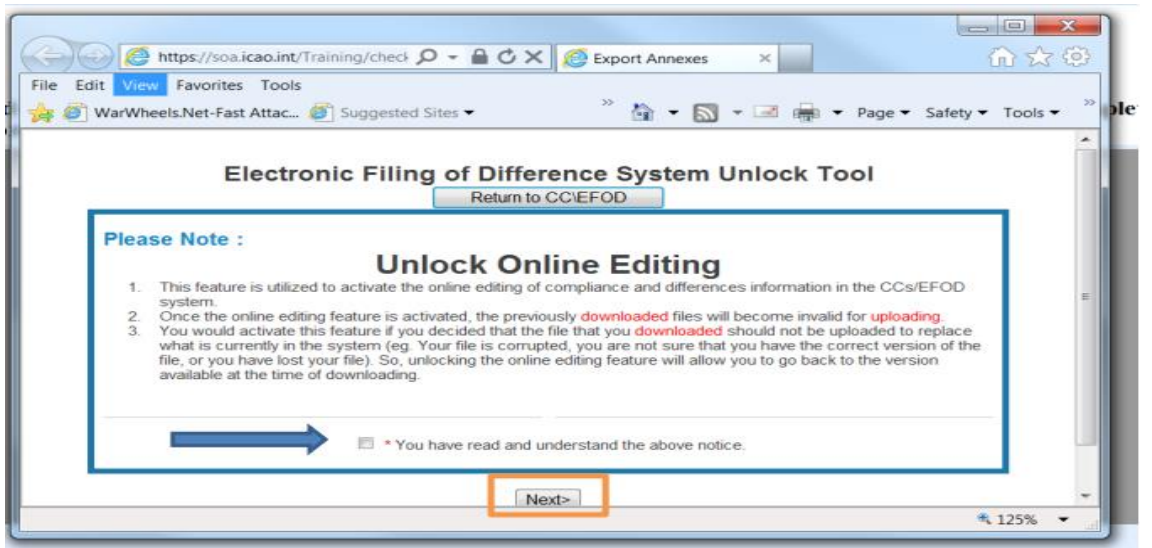 https://soa.icao.int/Training/check
Export Annexes
File Edit View Favorites Tools
WarWheels.Net-Fast Attac... Suggested Sites Page Safety Tools
Electronic Filing of Difference System Unlock Tool
Return to CC\EFOD
Please Note :
Unlock Online Editing
1. This feature is utilized to activate the online editing of compliance and differences information in the CCs/EFOD
system.
2. Once the online editing feature is activated, the previously downloaded files will become invalid for uploading.
3. You would activate this feature if you decided that the file that you downloaded should not be uploaded to replace
what is currently in the system (eg. Your file is corrupted, you are not sure that you have the correct version of the
file, or you have lost your file). So, unlocking the online editing feature will allow you to go back to the version
available at the time of downloading.
* You have read and understand the above notice.
Next>
125%